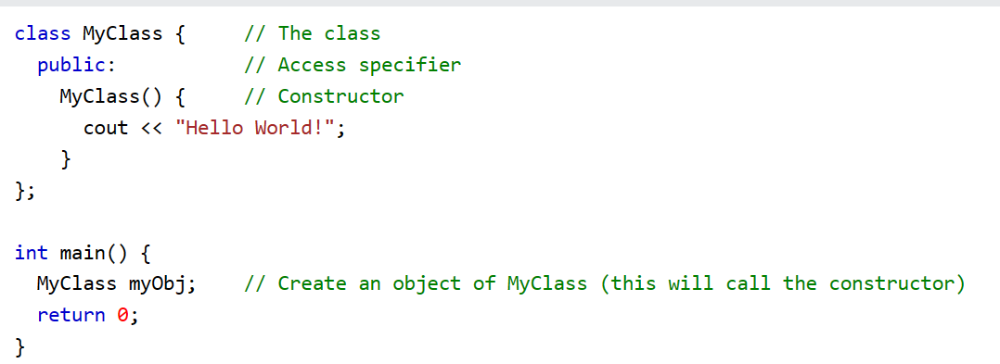 class MyClass {     // The class
  public:           // Access specifier
    MyClass() {     // Constructor
      cout << "Hello World!";
    }
};

int main() {
  MyClass myObj;    // Create an object of MyClass (this will call the constructor)
  return 0;
}